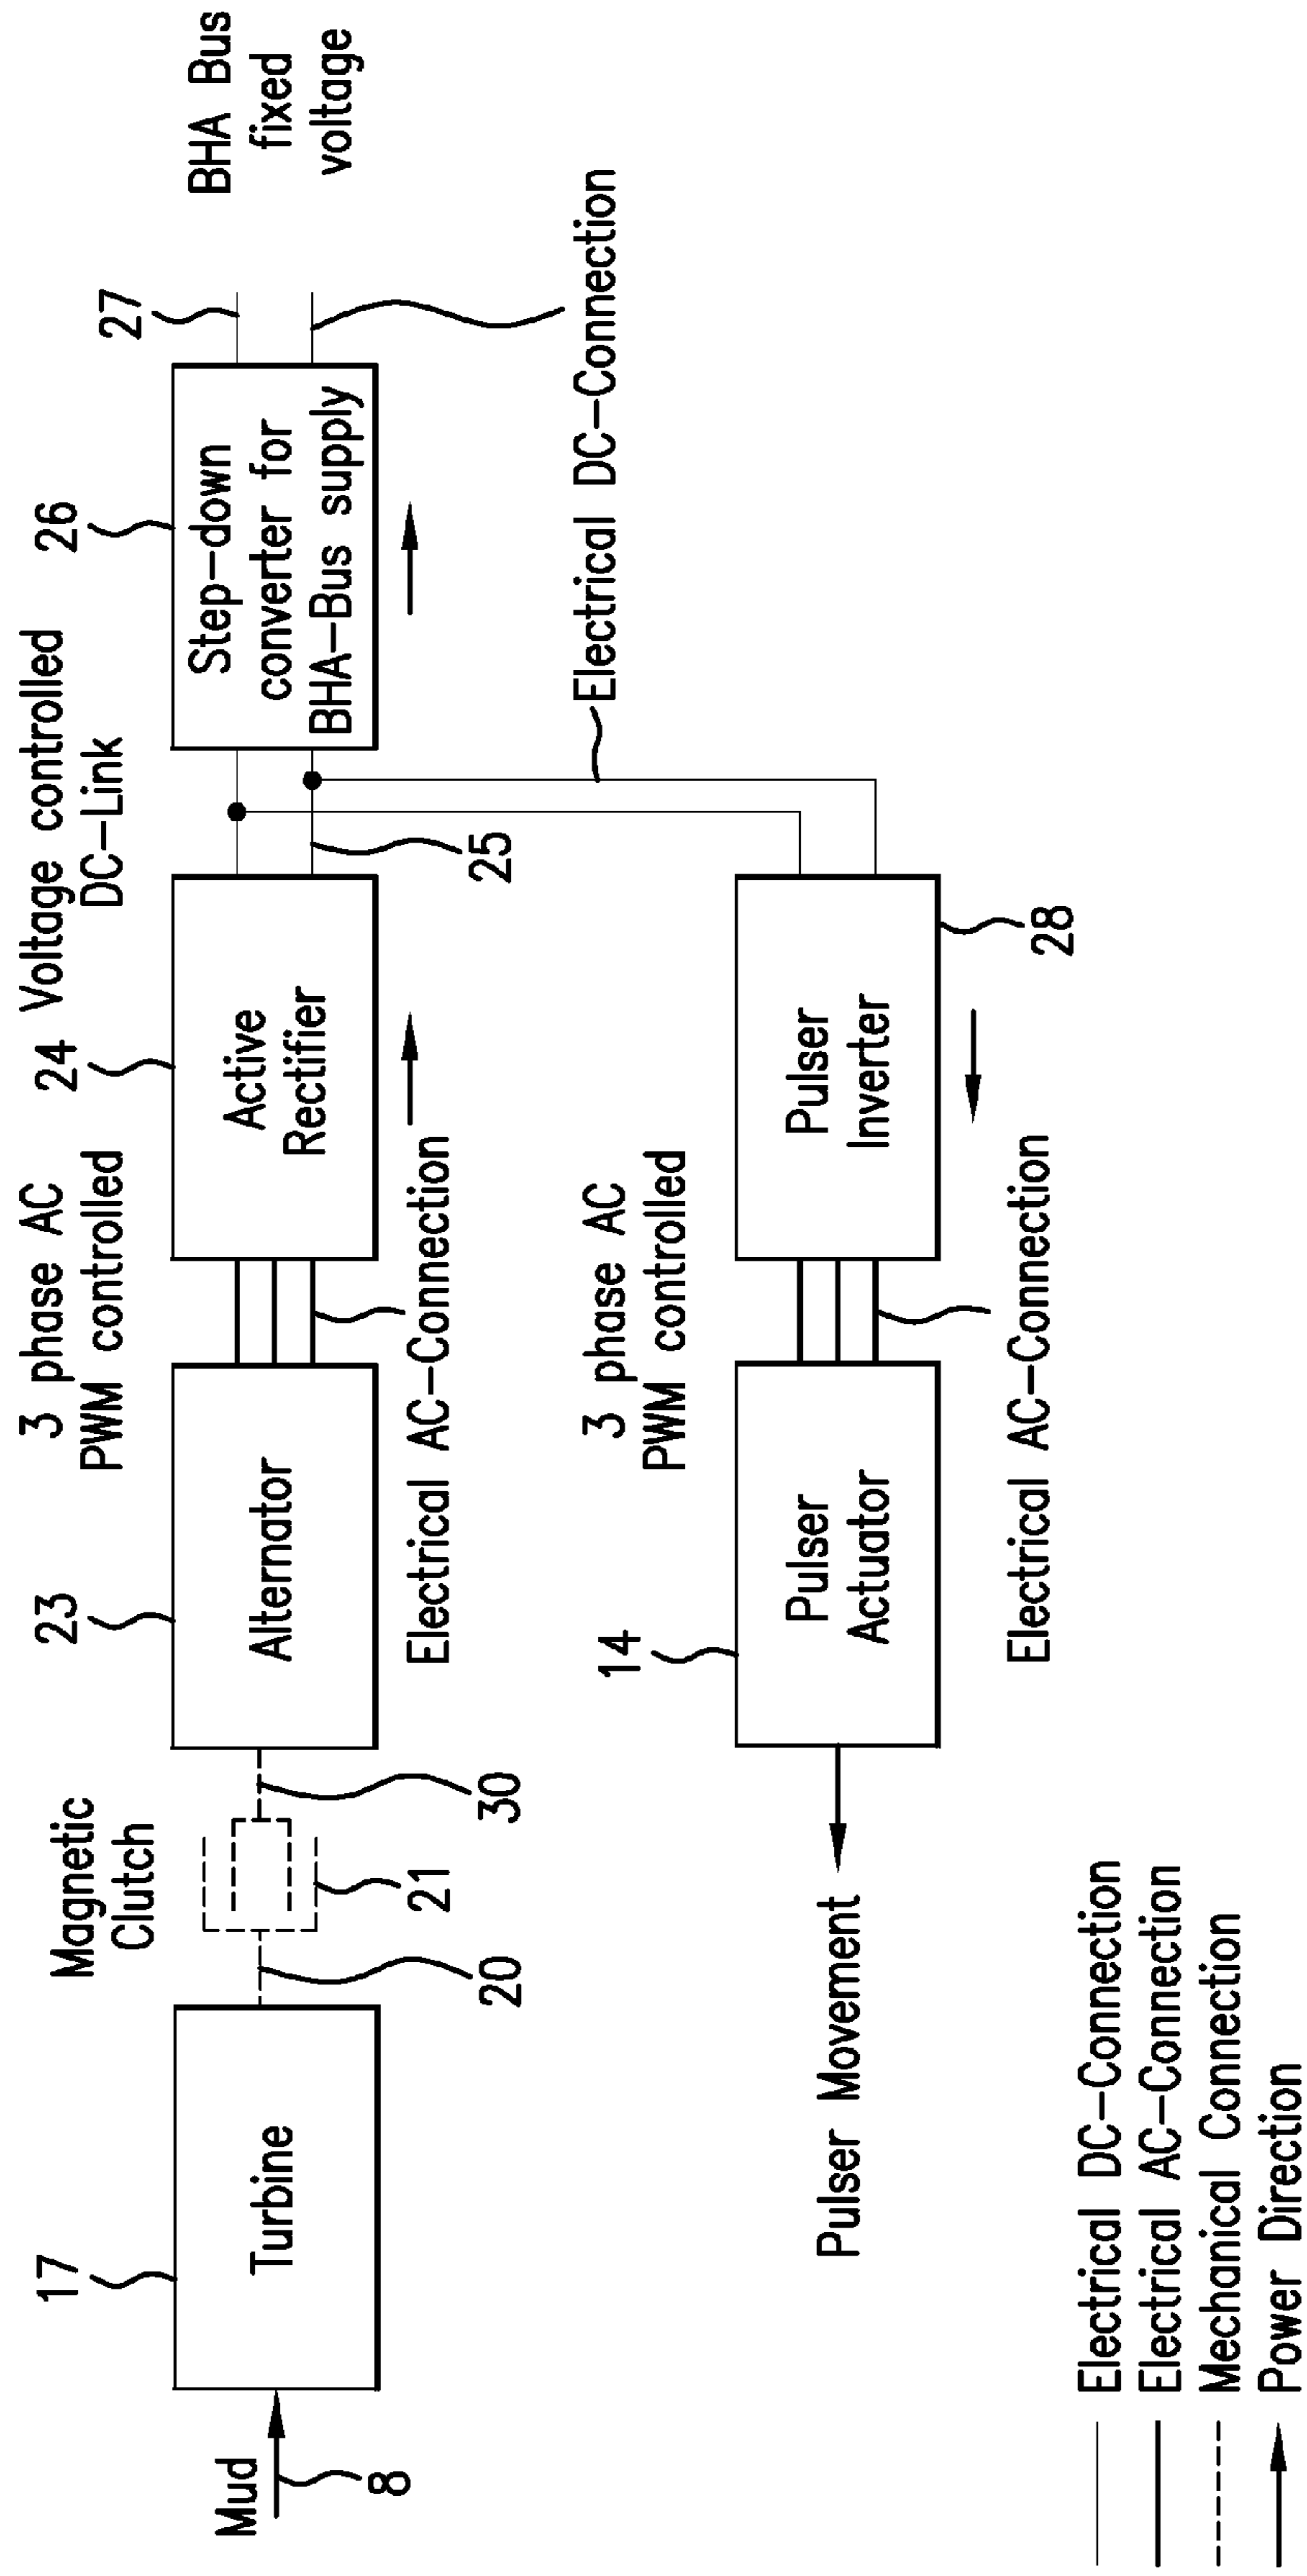 Mud
8
17
Turbine
20
Magnetic
Clutch
21
30
23
Alternator
3 phase AC
PWM controlled
Electrical AC-Connection
24
Active
Rectifier
Voltage controlled
DC-Link
25
26
Step-down
converter for
BHA-Bus supply
27
BHA Bus
fixed
voltage
Electrical DC-Connection
Pulser Movement
14
Pulser
Actuator
3 phase AC
PWM controlled
Electrical AC-Connection
Pulser
Inverter
28
Electrical DC-Connection
Electrical AC-Connection
Mechanical Connection
Power Direction